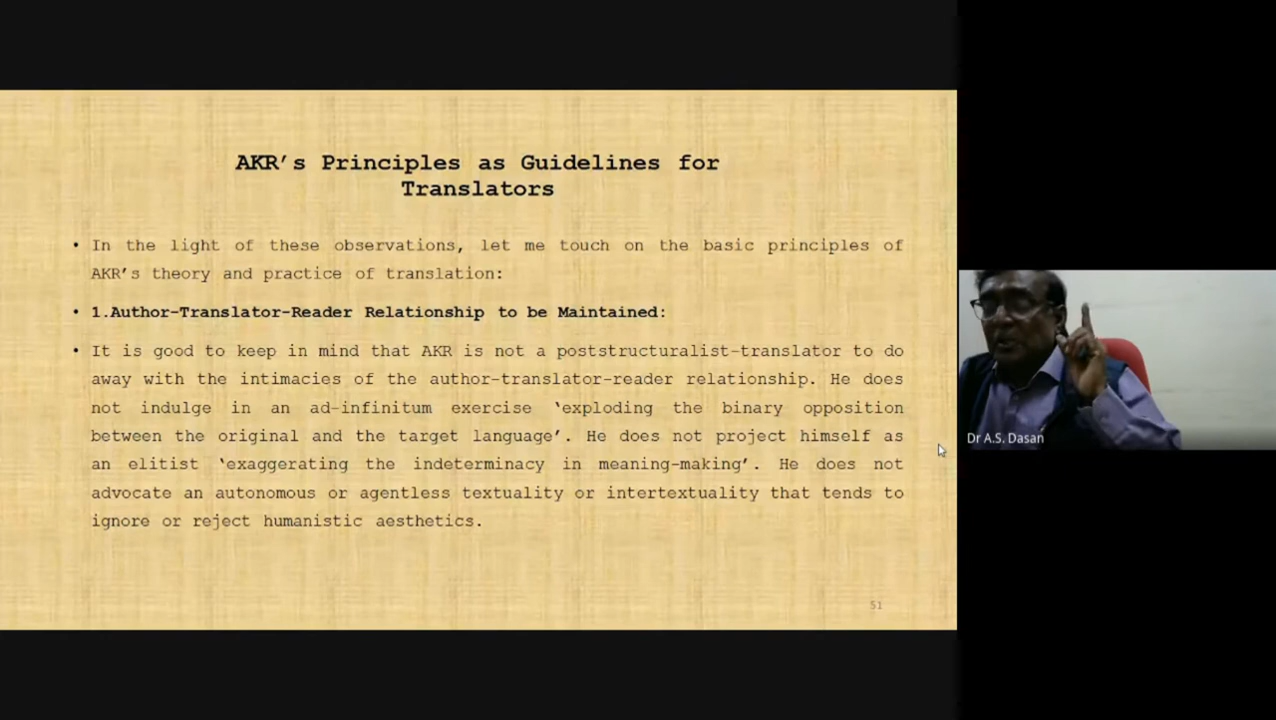 AKR’s Principles as Guidelines for
Translators
• In the light of these observations, let me touch on the basic principles of
AKR’s theory and practice of translation:
• 1.Author-Translator-Reader Relationship to be Maintained:
• It is good to keep in mind that AKR is not a poststructuralist-translator to do
away with the intimacies of the author-translator-reader relationship. He does
not indulge in an ad-infinitum exercise ‘exploding the binary opposition
between the original and the target language’. He does not project himself as
an elitist ‘exaggerating the indeterminacy in meaning-making’. He does not
advocate an autonomous or agentless textuality or intertextuality that tends to
ignore or reject humanistic aesthetics.
51
Dr A.S. Dasan